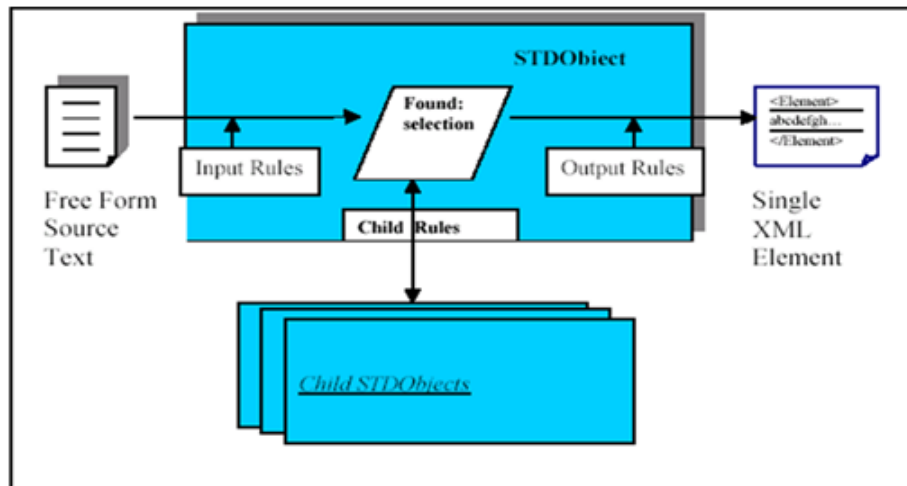 STDObiect
Found:
selection
<Element>
abcdefgh...
</Element>
Input Rules
Output Rules
Free Form
Source
Text
Single
XML
Element
Child Rules
Child STDObjects